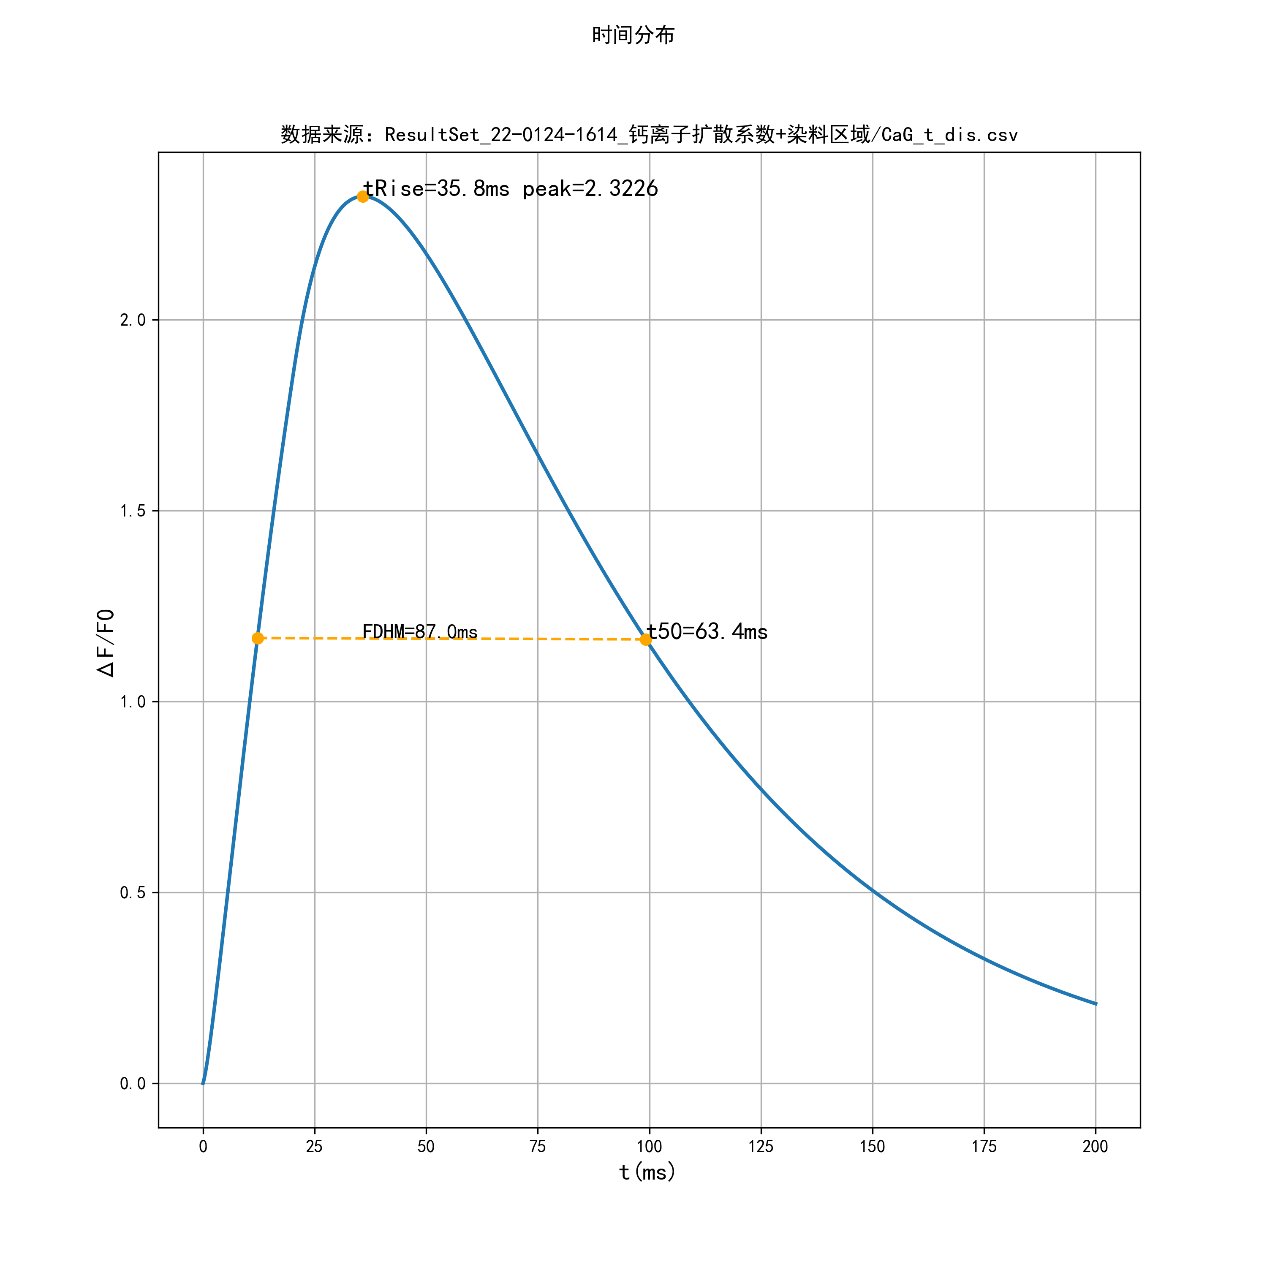 时间分布
数据来源：ResultSet_22-0124-1614_钙离子扩散系数+染料区域/CaG_t_dis.csv
tRise=35.8ms peak=2.3226
2.0
1.5
FDHM=87.0ms
t50=63.4ms
ΔF/F0
1.0
0.5
0.0
0 25 50 75 100 125 150 175 200
t(ms)